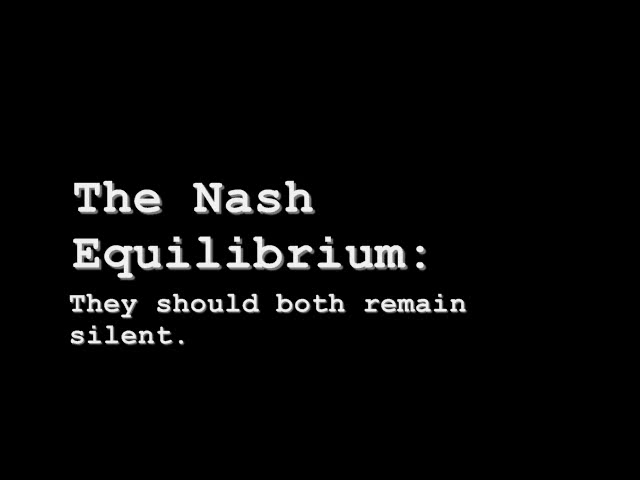 The Nash
Equilibrium:
They should both remain
silent.